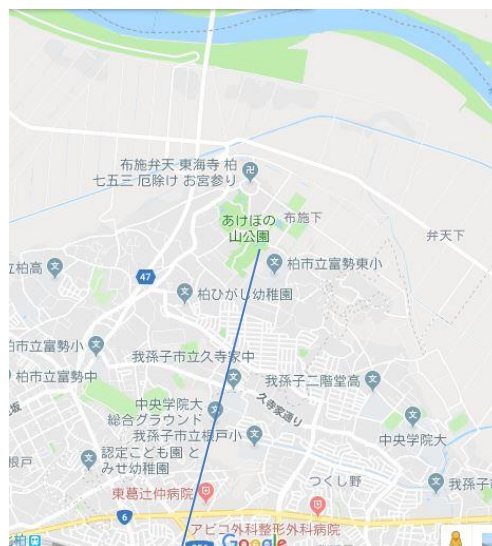 布施弁天 東海寺 柏
七五三 厄除け お宮参り
あけぼの
山公園
布施下
弁天下
立柏高
柏市立富勢東小
47
柏ひがし幼稚園
柏市立富勢小
我孫子市立久寺家中
柏市立富勢中
我孫子二階堂高
中央学院大
総合グラウンド
久寺家通り
中央学院大
我孫子市立根戸小
認定こども園 と
みせ幼稚園
根戸
つくし野
我孫子
東葛辻仲病院
6
アビコ外科整形外科病院
柏
Google